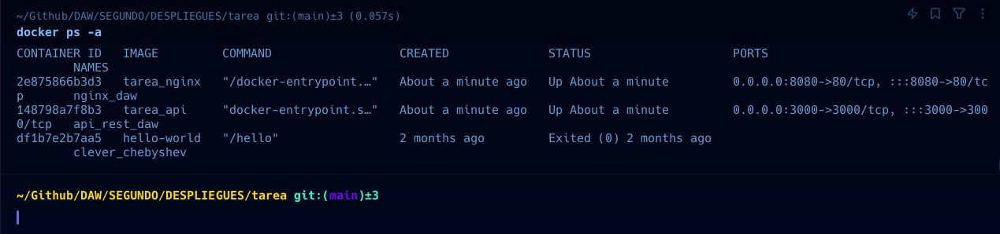 ~/Github/DAW/SEGUNDO/DESPLIEGUES/tarea git:(main)±3 (0.057s)
docker ps -a
CONTAINER ID   IMAGE         COMMAND                  CREATED              STATUS                    PORTS
        NAMES
2e875866b3d3   tarea_nginx   "/docker-entrypoint.…"   About a minute ago   Up About a minute         0.0.0.0:8080->80/tcp, :::8080->80/tc
p       nginx_daw
148798a7f8b3   tarea_api     "docker-entrypoint.s…"   About a minute ago   Up About a minute         0.0.0.0:3000->3000/tcp, :::3000->300
0/tcp   api_rest_daw
df1b7e2b7aa5   hello-world   "/hello"                 2 months ago         Exited (0) 2 months ago
        clever_chebyshev
~/Github/DAW/SEGUNDO/DESPLIEGUES/tarea git:(main)±3